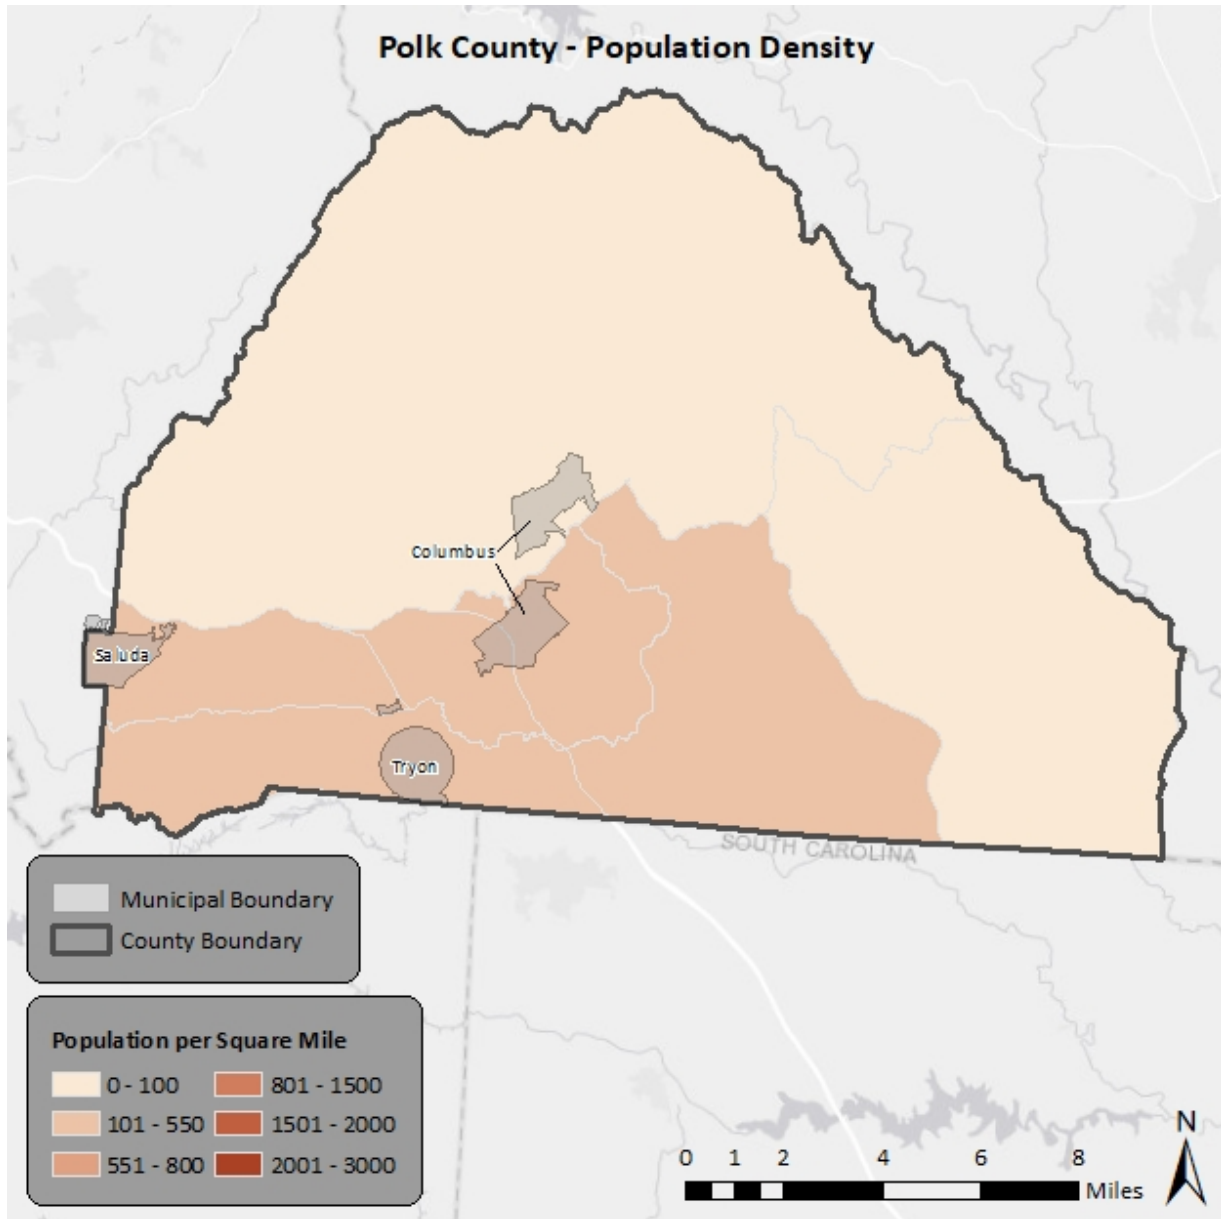 Polk County - Population Density
Columbus
Saluda
Tryon
SOUTH CAROLINA
Municipal Boundary
County Boundary
Population per Square Mile
0 - 100
801 - 1500
101 - 550
1501 - 2000
551 - 800
2001 - 3000
N
0 1 2 4 6 8
Miles